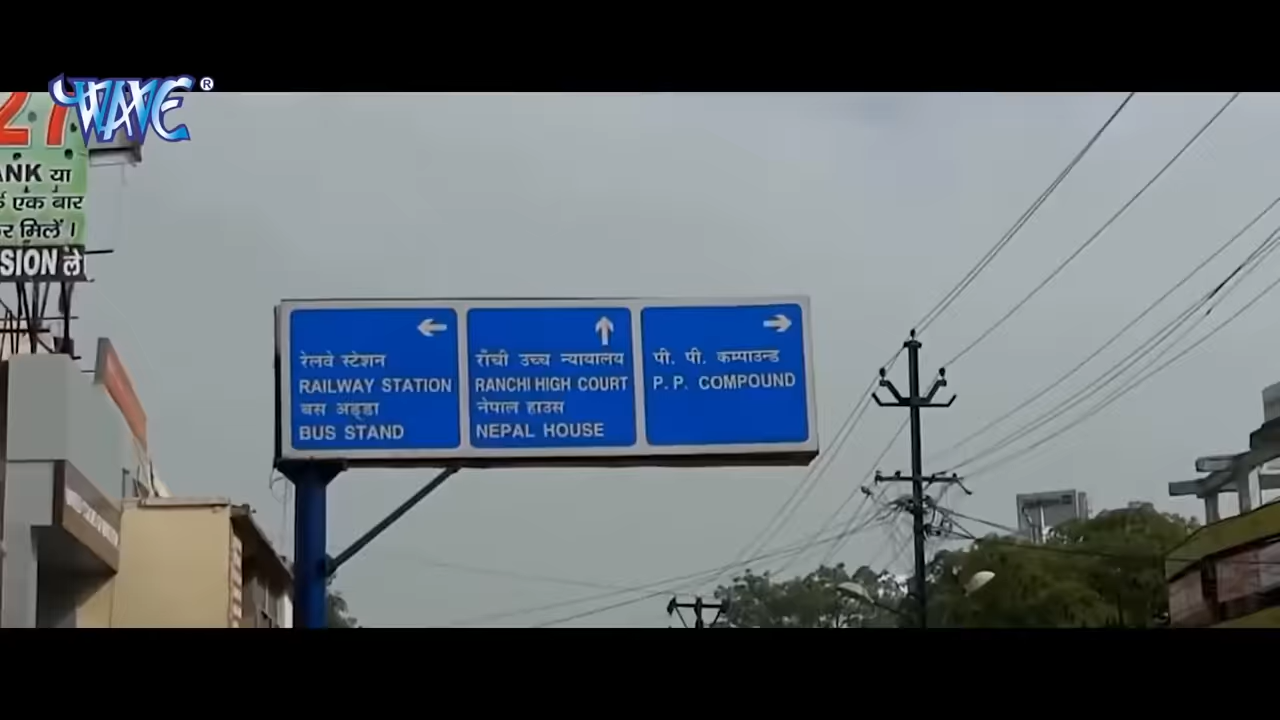 WAVE ®
27
ANK या
एक बार
र मिलें ।
SION ले
रेलवे स्टेशन
RAILWAY STATION
बस अड्डा
BUS STAND
राँची उच्च न्यायालय
RANCHI HIGH COURT
नेपाल हाउस
NEPAL HOUSE
पी. पी. कम्पाउन्ड
P. P. COMPOUND